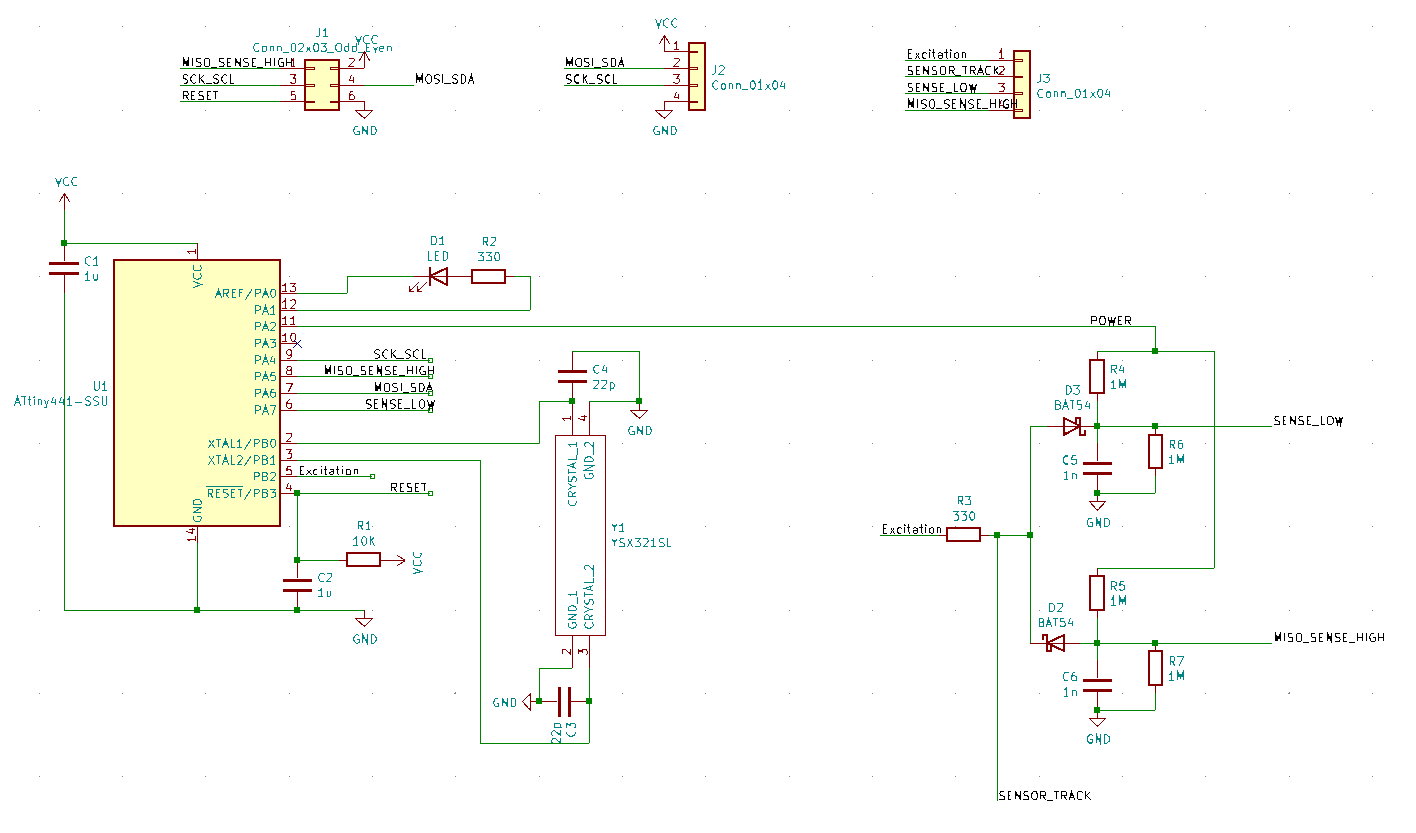 J1
Conn_02x03_Odd_Even
VCC
MISO_SENSE_HIGH 1 2
SCK_SCL 3 4 MOSI_SDA
RESET 5 6
GND
VCC
1
MOSI_SDA 2
SCK_SCL 3
4
J2
Conn_01x04
GND
Excitation 1
SENSOR_TRACK 2
SENSE_LOW 3
MISO_SENSE_HIGH 4
J3
Conn_01x04
VCC
C1
1u
1
VCC
AREF/PA0 13
PA1 12
PA2 11
PA3 10
PA4 9 SCK_SCL
PA5 8 MISO_SENSE_HIGH
PA6 7 MOSI_SDA
PA7 6 SENSE_LOW
U1
ATtiny441-SSU
XTAL1/PB0 2
XTAL2/PB1 3
PB2 5 Excitation
RESET/PB3 4 RESET
GND
14
D1
LED
R2
330
R1
10K
VCC
C2
1u
GND
C4
22p
GND
1
4
CRYSTAL_1
GND_2
Y1
YSX321SL
GND_1
CRYSTAL_2
2
3
GND
22p
C3
POWER
R4
1M
D3
BAT54
SENSE_LOW
C5
1n
R6
1M
GND
Excitation
R3
330
R5
1M
D2
BAT54
MISO_SENSE_HIGH
C6
1n
R7
1M
GND
SENSOR_TRACK